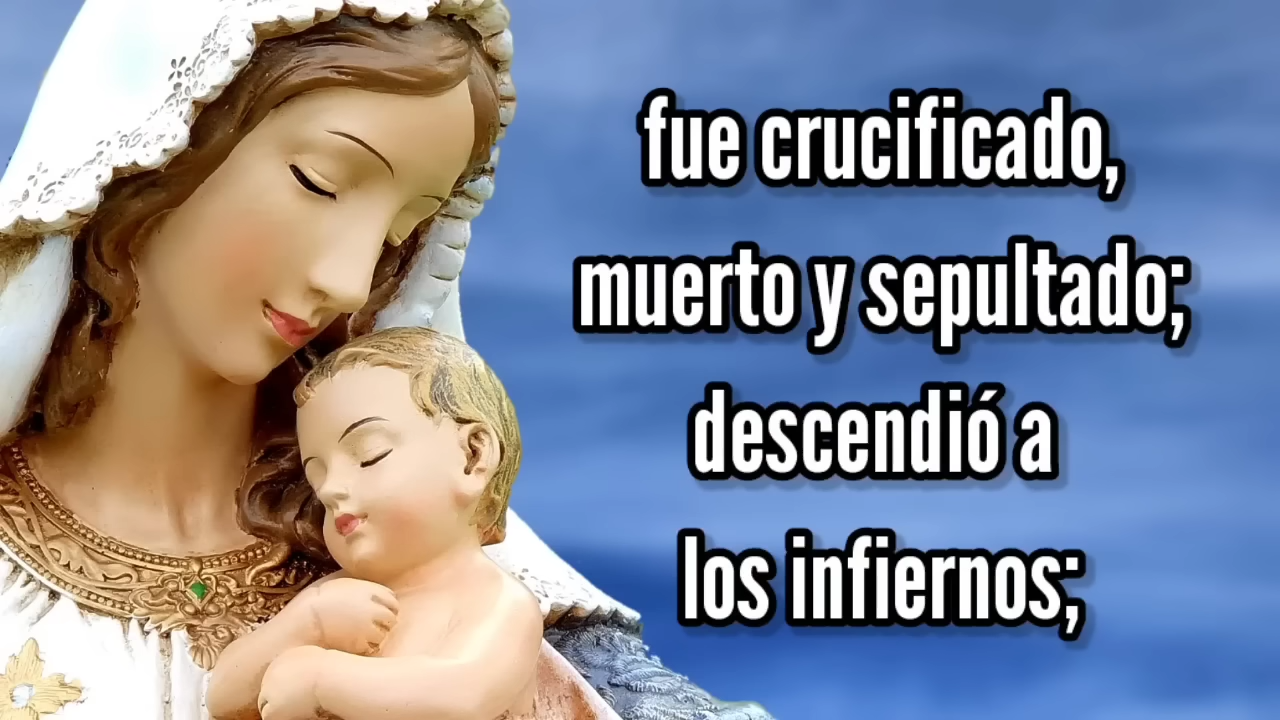 fue crucificado,
muerto y sepultado;
descendió a
los infiernos;